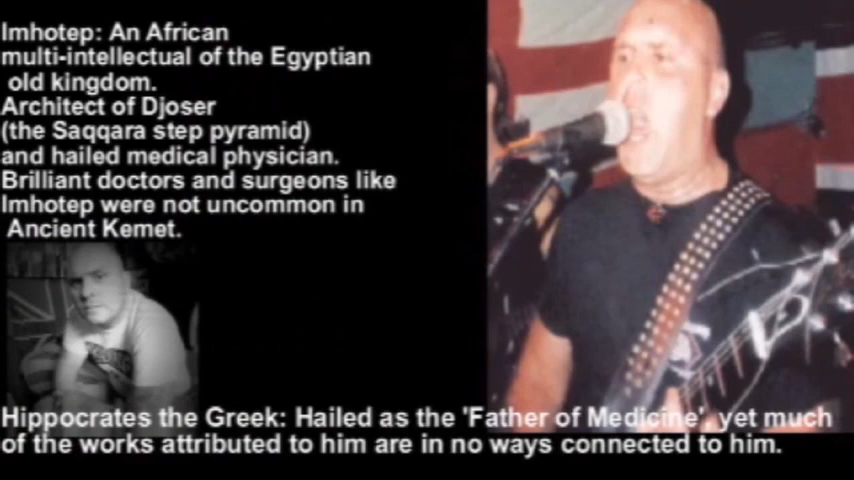 Imhotep: An African
multi-intellectual of the Egyptian
old kingdom.
Architect of Djoser
(the Saqqara step pyramid)
and hailed medical physician.
Brilliant doctors and surgeons like
Imhotep were not uncommon in
Ancient Kemet.
Hippocrates the Greek: Hailed as the 'Father of Medicine' yet much
of the works attributed to him are in no ways connected to him.